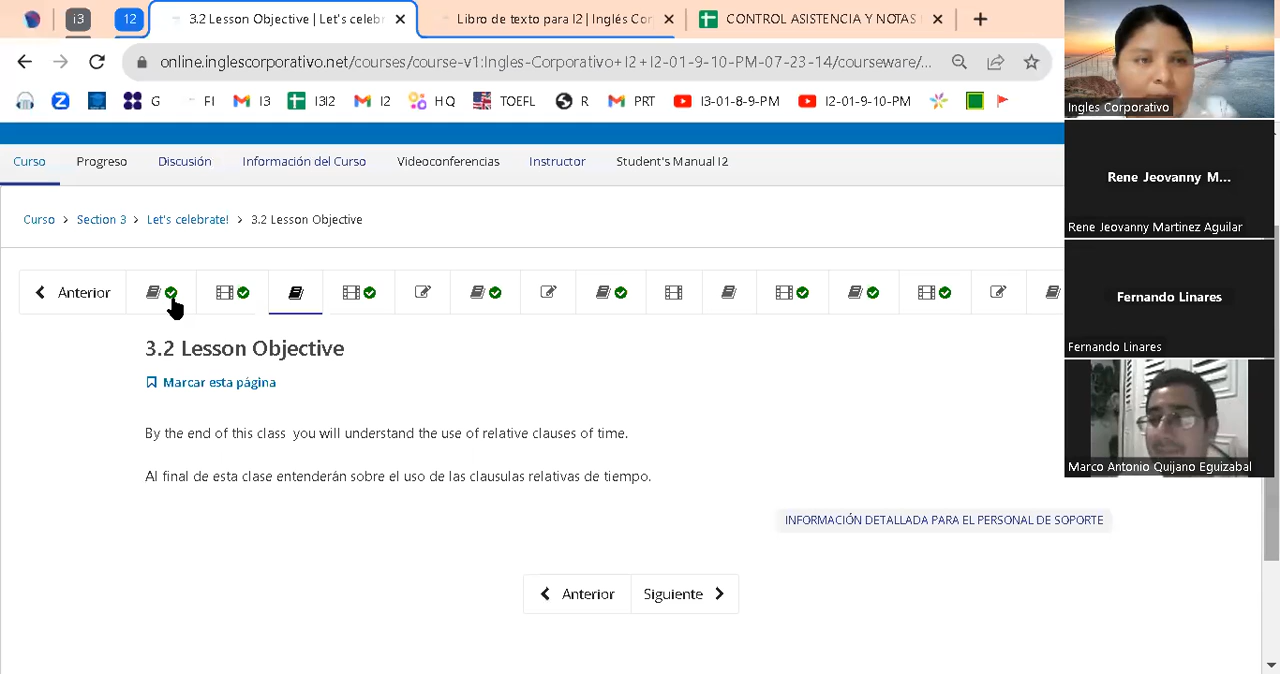 i3
12
3.2 Lesson Objective | Let's celebr
Libro de texto para I2 | Inglés Cor
CONTROL ASISTENCIA Y NOTAS
online.inglescorporativo.net/courses/course-v1:Ingles-Corporativo+I2+I2-01-9-10-PM-07-23-14/courseware/...
G
FI
I3
I3I2
I2
HQ
TOEFL
R
PRT
I3-01-8-9-PM
I2-01-9-10-PM
Curso
Progreso
Discusión
Información del Curso
Videoconferencias
Instructor
Student's Manual I2
Curso > Section 3 > Let's celebrate! > 3.2 Lesson Objective
Anterior
3.2 Lesson Objective
Marcar esta página
By the end of this class you will understand the use of relative clauses of time.
Al final de esta clase entenderán sobre el uso de las clausulas relativas de tiempo.
INFORMACIÓN DETALLADA PARA EL PERSONAL DE SOPORTE
Anterior
Siguiente
Ingles Corporativo
Rene Jeovanny M...
Rene Jeovanny Martinez Aguilar
Fernando Linares
Fernando Linares
Marco Antonio Quijano Eguizabal